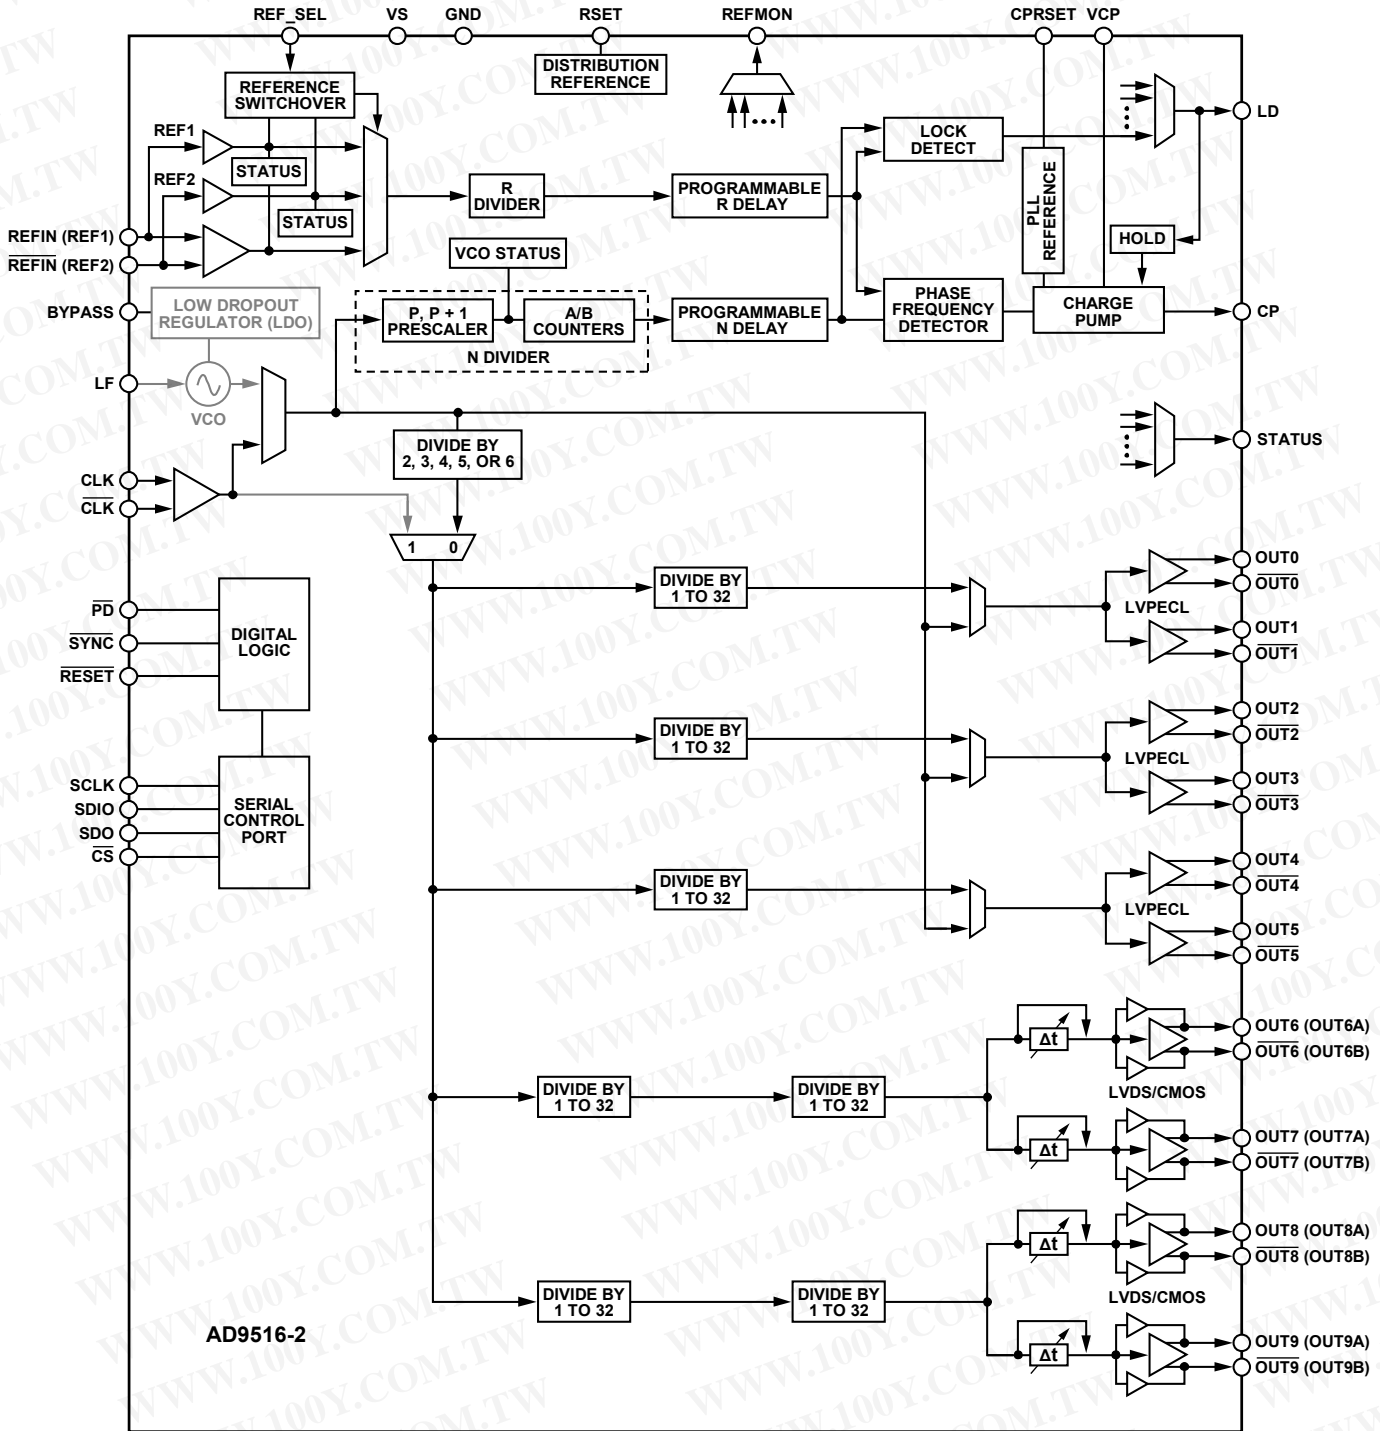 REF_SEL VS GND RSET REFMON CPRSET VCP
DISTRIBUTION
REFERENCE
REFERENCE
SWITCHOVER
REF1
STATUS
REF2
STATUS
LOCK
DETECT
LD
R
DIVIDER
PROGRAMMABLE
R DELAY
PLL
REFERENCE
HOLD
REFIN (REF1)
REFIN (REF2)
VCO STATUS
BYPASS
LOW DROPOUT
REGULATOR (LDO)
P, P + 1
PRESCALER
A/B
COUNTERS
N DIVIDER
PROGRAMMABLE
N DELAY
PHASE
FREQUENCY
DETECTOR
CHARGE
PUMP
CP
LF
VCO
DIVIDE BY
2, 3, 4, 5, OR 6
STATUS
CLK
CLK
1 0
DIVIDE BY
1 TO 32
LVPECL
OUT0
OUT0
OUT1
OUT1
PD
SYNC
RESET
DIGITAL
LOGIC
DIVIDE BY
1 TO 32
LVPECL
OUT2
OUT2
OUT3
OUT3
SCLK
SDIO
SDO
CS
SERIAL
CONTROL
PORT
DIVIDE BY
1 TO 32
LVPECL
OUT4
OUT4
OUT5
OUT5
DIVIDE BY
1 TO 32
DIVIDE BY
1 TO 32
Δt
Δt
LVDS/CMOS
OUT6 (OUT6A)
OUT6 (OUT6B)
OUT7 (OUT7A)
OUT7 (OUT7B)
DIVIDE BY
1 TO 32
DIVIDE BY
1 TO 32
Δt
Δt
LVDS/CMOS
OUT8 (OUT8A)
OUT8 (OUT8B)
OUT9 (OUT9A)
OUT9 (OUT9B)
AD9516-2
WWW.100Y.COM.TW